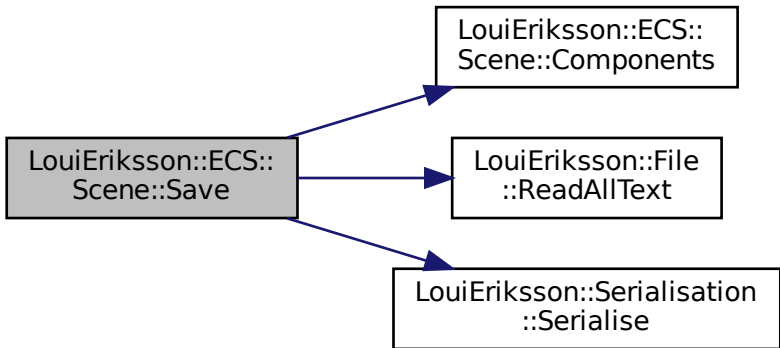 LouiEriksson::ECS::
Scene::Save
LouiEriksson::ECS::
Scene::Components
LouiEriksson::File
::ReadAllText
LouiEriksson::Serialisation
::Serialise